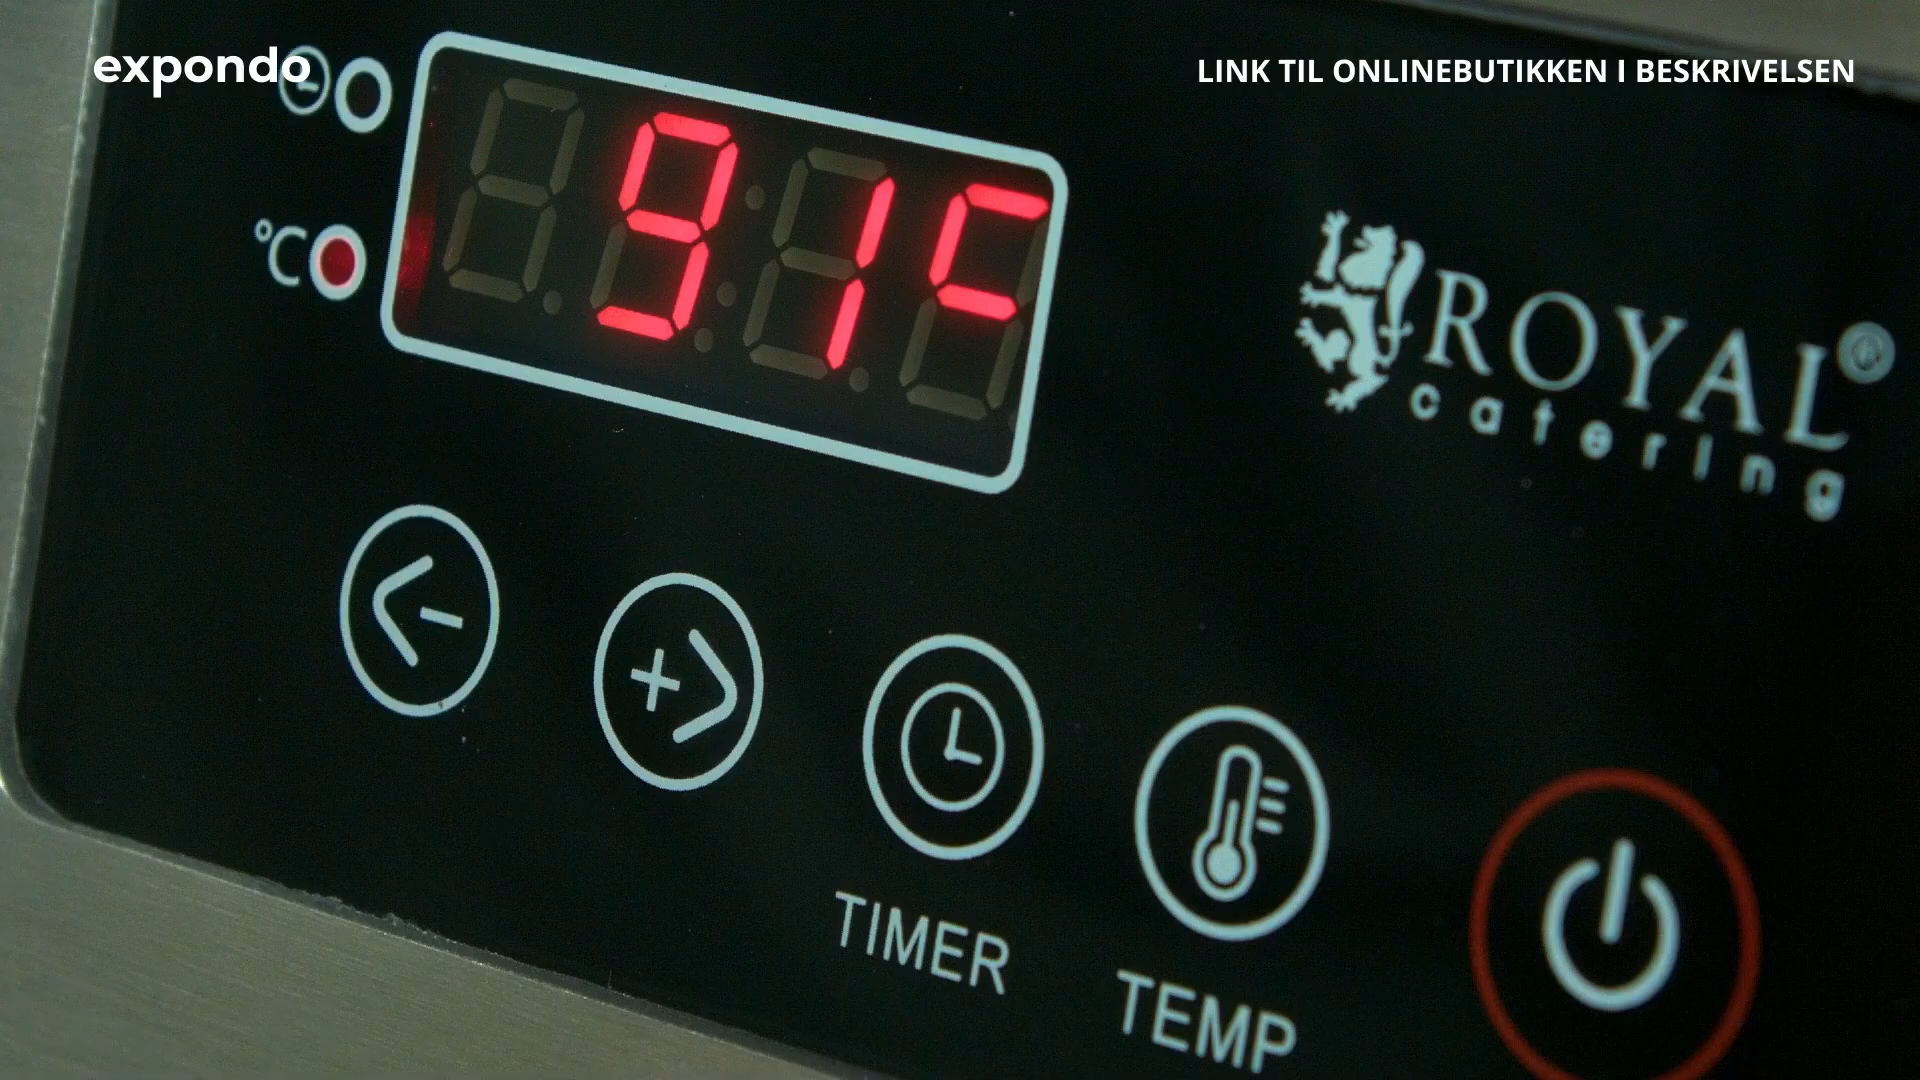 expondo
LINK TIL ONLINEBUTIKKEN I BESKRIVELSEN
°C
91c
ROYAL®
catering
TIMER
TEMP